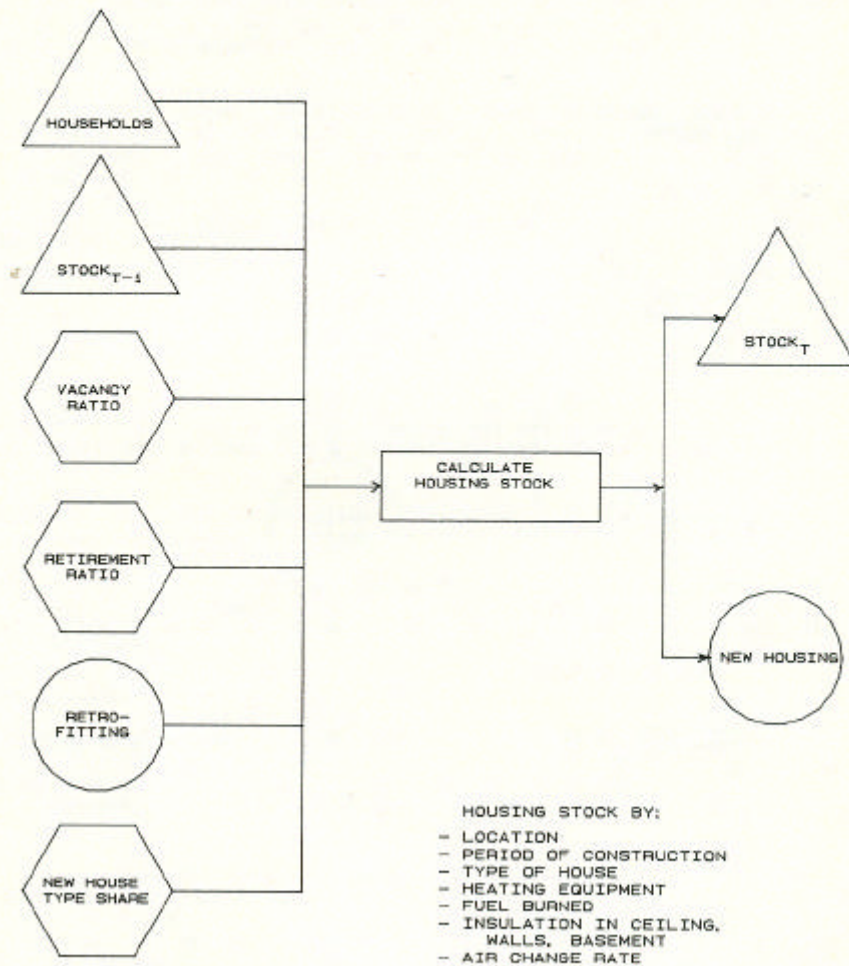 HOUSEHOLDS
STOCK T-1
VACANCY
RATIO
RETIREMENT
RATIO
RETRO-
FITTING
NEW HOUSE
TYPE SHARE
CALCULATE
HOUSING STOCK
STOCK T
NEW HOUSING
HOUSING STOCK BY:
- LOCATION
- PERIOD OF CONSTRUCTION
- TYPE OF HOUSE
- HEATING EQUIPMENT
- FUEL BURNED
- INSULATION IN CEILING,
WALLS, BASEMENT
- AIR CHANGE RATE